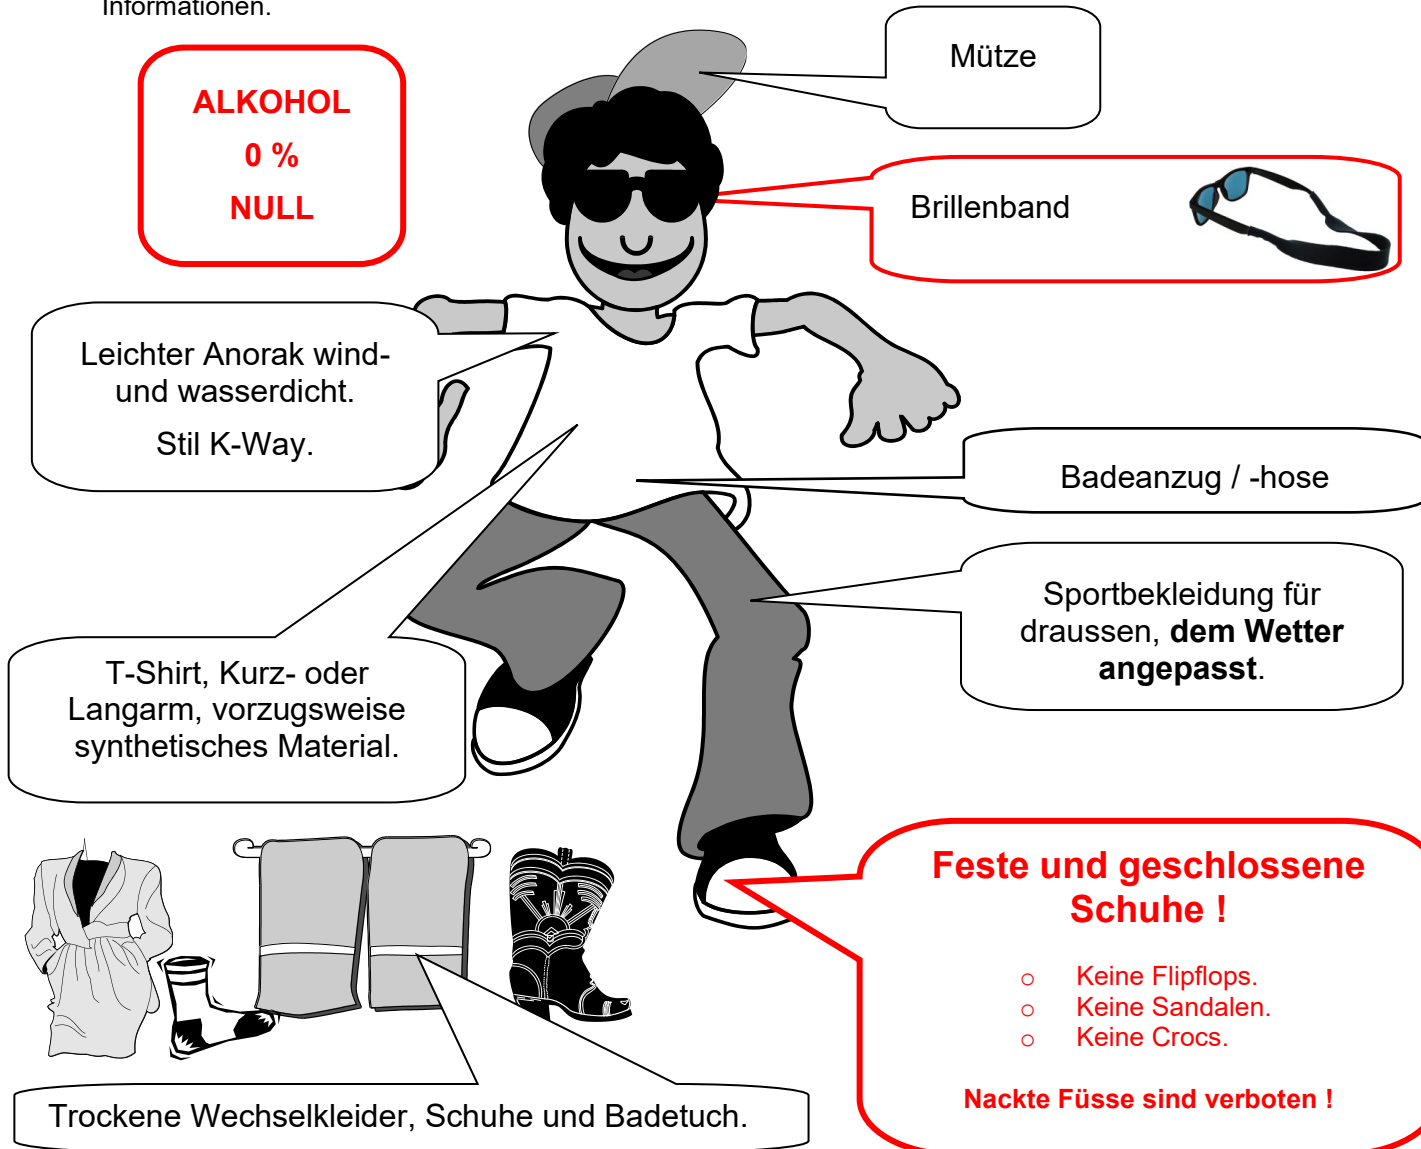 Informationen.
Mütze
ALKOHOL
0 %
NULL
Brillenband
Leichter Anorak wind-
und wasserdicht.
Stil K-Way.
Badeanzug / -hose
Sportbekleidung für
draussen, dem Wetter
angepasst.
T-Shirt, Kurz- oder
Langarm, vorzugsweise
synthetisches Material.
Feste und geschlossene
Schuhe !
o Keine Flipflops.
o Keine Sandalen.
o Keine Crocs.
Nackte Füsse sind verboten !
Trockene Wechselkleider, Schuhe und Badetuch.